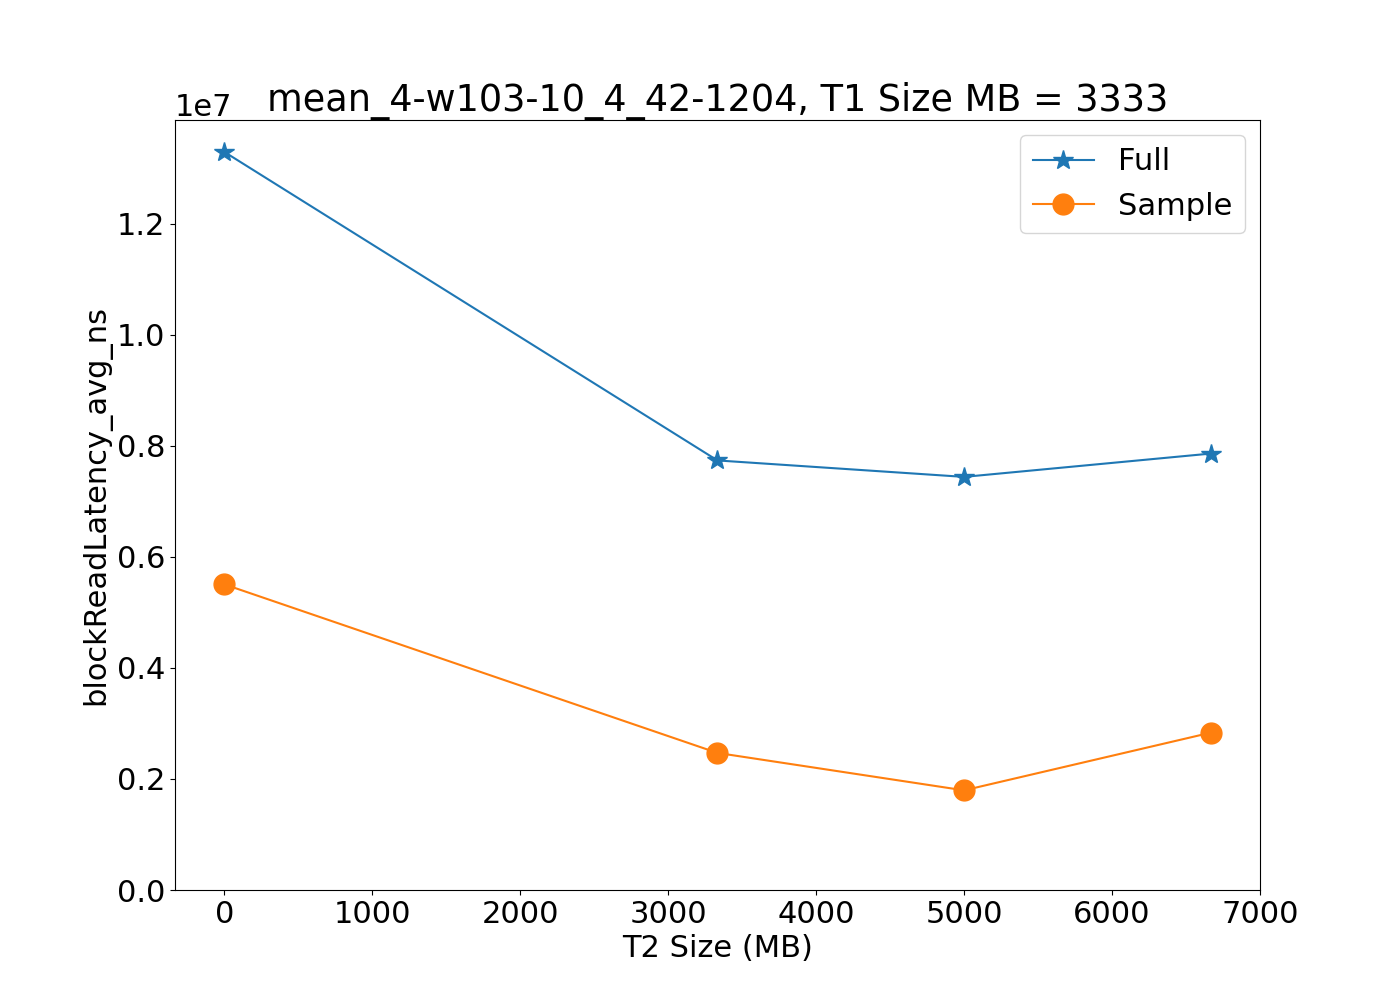 mean_4-w103-10_4_42-1204, T1 Size MB = 3333
1e7
Full
Sample
1.2
1.0
0.8
0.6
0.4
0.2
0.0
blockReadLatency_avg_ns
0 1000 2000 3000 4000 5000 6000 7000
T2 Size (MB)